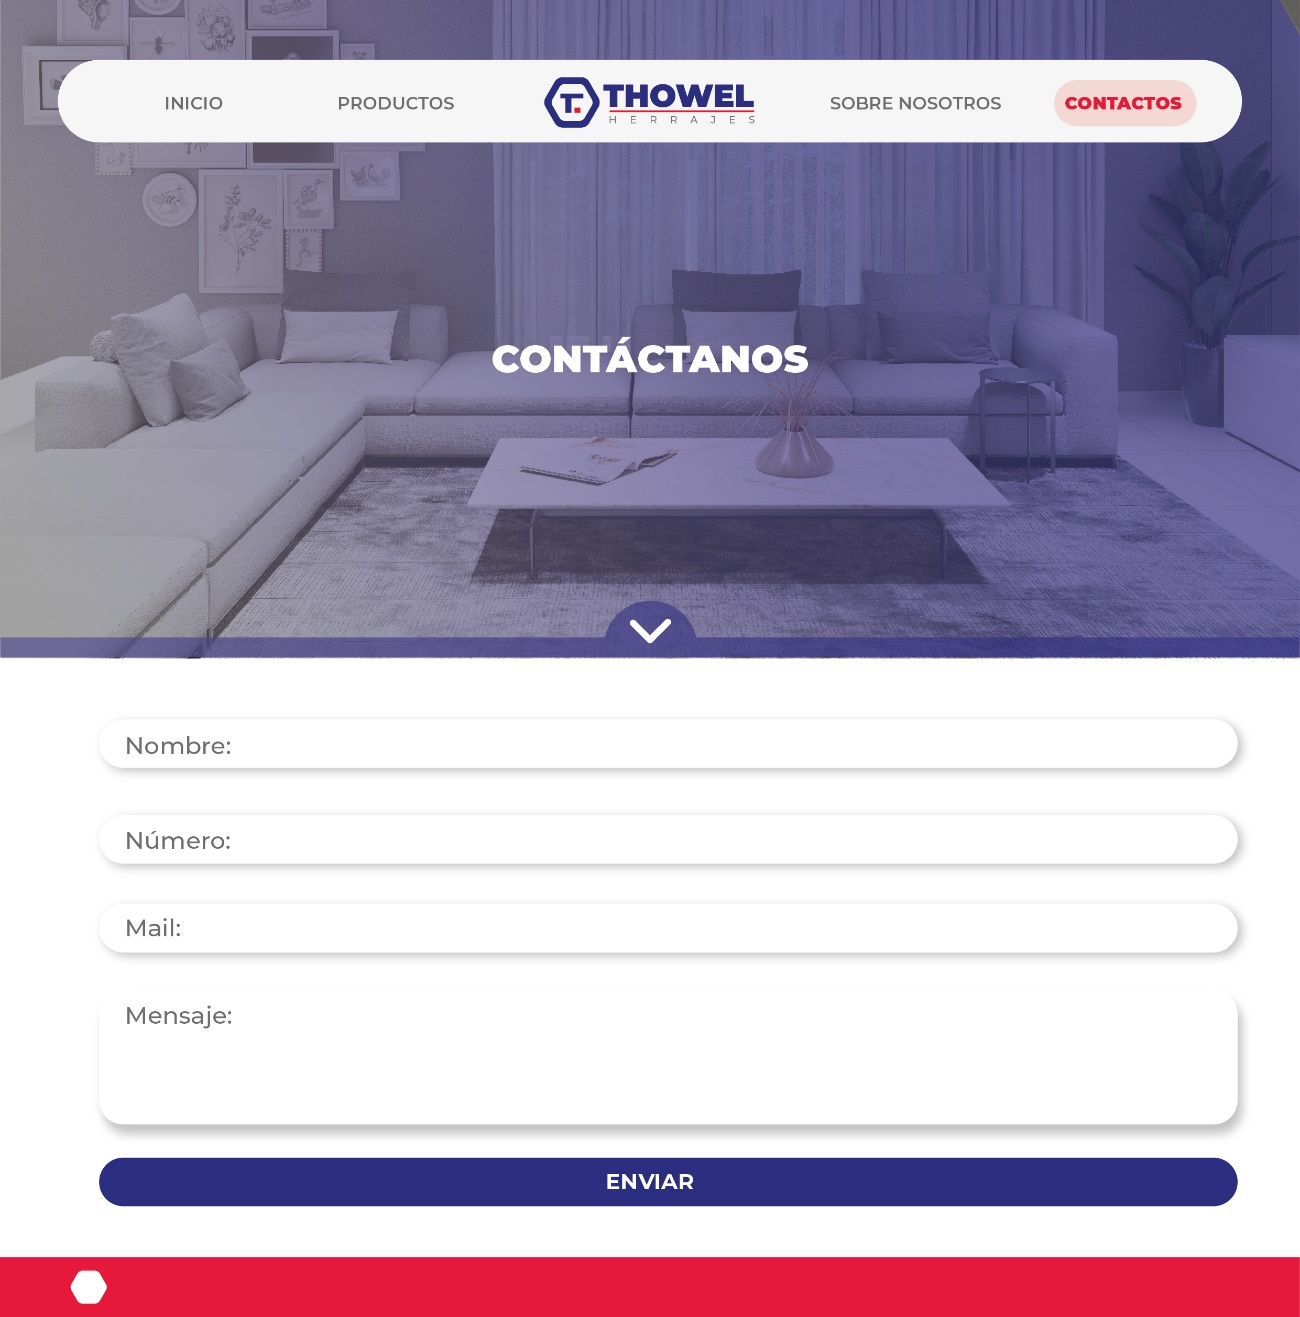 INICIO
PRODUCTOS
T. THOWEL
HERRAJES
SOBRE NOSOTROS
CONTACTOS
CONTÁCTANOS
Nombre:
Número:
Mail:
Mensaje:
ENVIAR